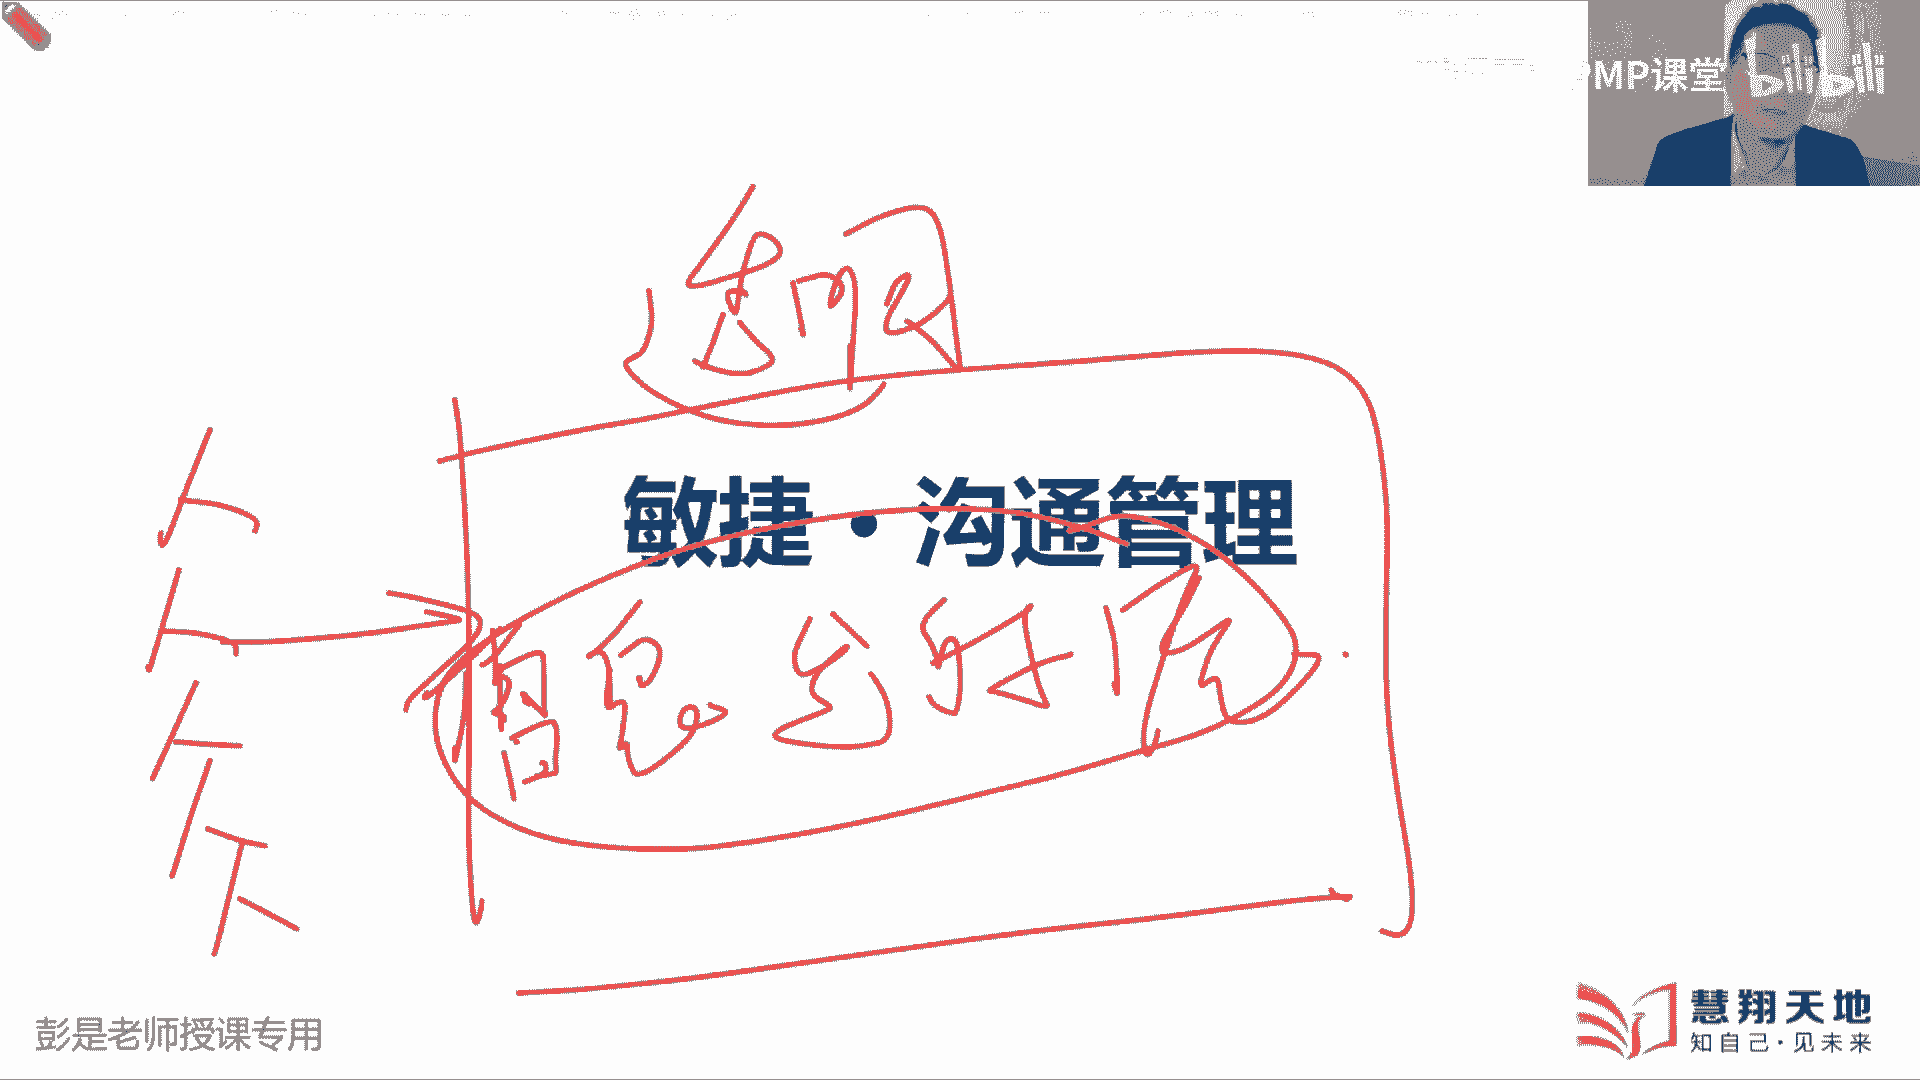 PMP课堂 bilibili
透明
敏捷·沟通管理
信息发射源
人
人
人
人
彭是老师授课专用
慧翔天地
知自己·见未来